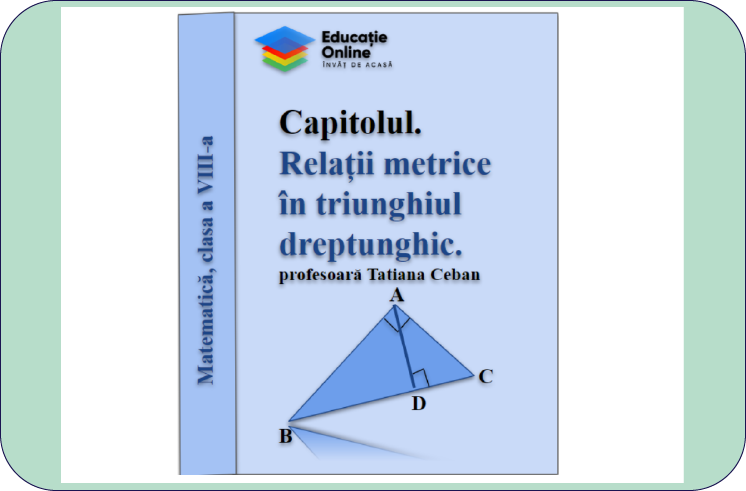 Educație
Online
ÎNVĂȚ DE ACASĂ
Capitolul.
Relații metrice
în triunghiul
dreptunghic.
profesoară Tatiana Ceban
Matematică, clasa a VIII-a
A
C
D
B